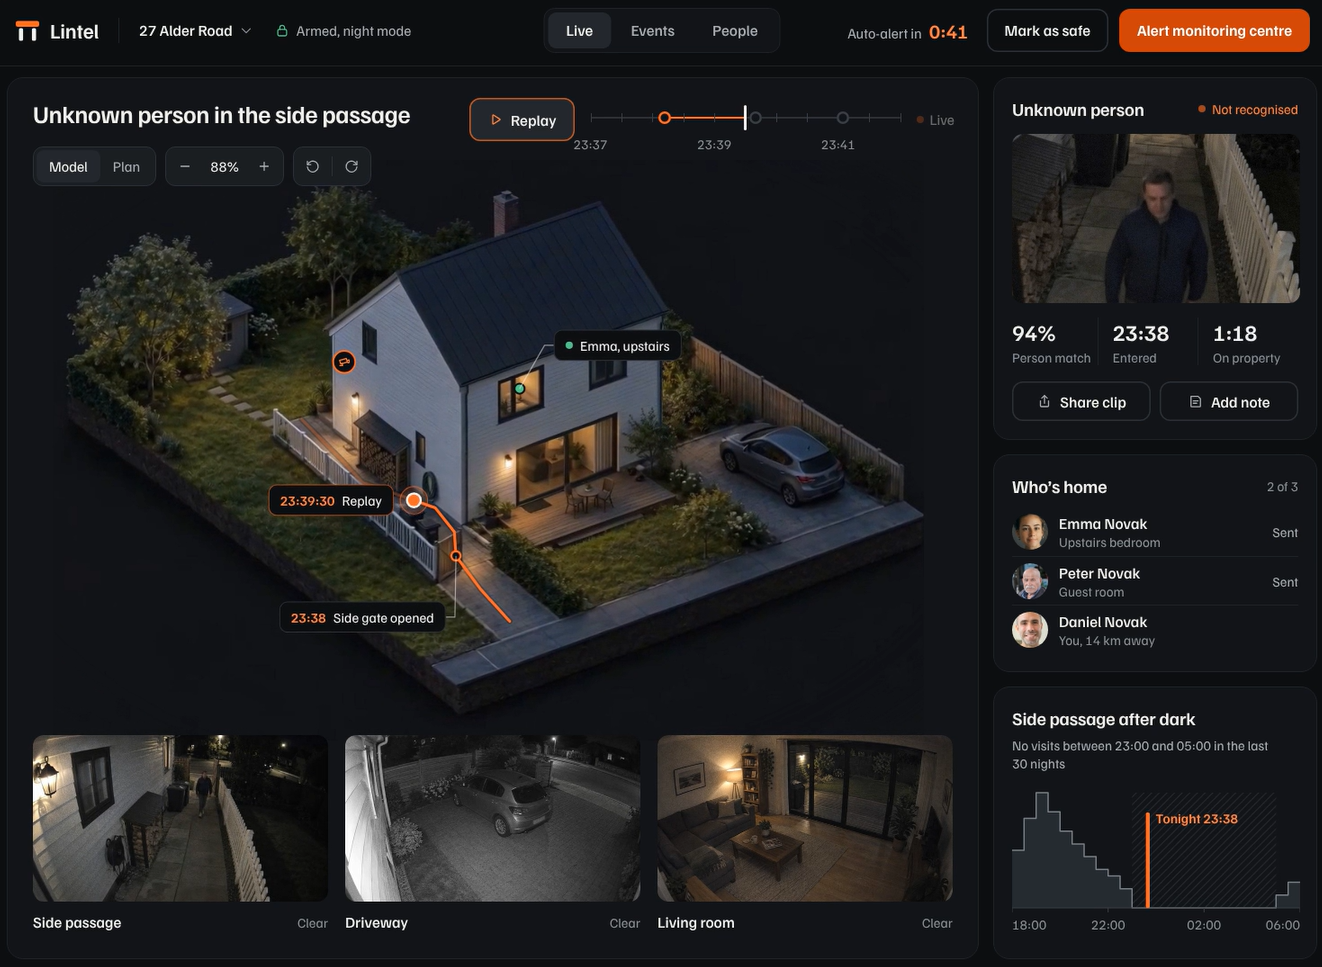 Lintel
27 Alder Road
Armed, night mode
Live
Events
People
Auto-alert in 0:41
Mark as safe
Alert monitoring centre
Unknown person in the side passage
Replay
23:37
23:39
23:41
Live
Model
Plan
88%
Emma, upstairs
23:39:30 Replay
23:38 Side gate opened
Side passage
Clear
Driveway
Clear
Living room
Clear
Unknown person
Not recognised
94%
Person match
23:38
Entered
1:18
On property
Share clip
Add note
Who's home
2 of 3
Emma Novak
Upstairs bedroom
Sent
Peter Novak
Guest room
Sent
Daniel Novak
You, 14 km away
Side passage after dark
No visits between 23:00 and 05:00 in the last
30 nights
Tonight 23:38
18:00
22:00
02:00
06:00